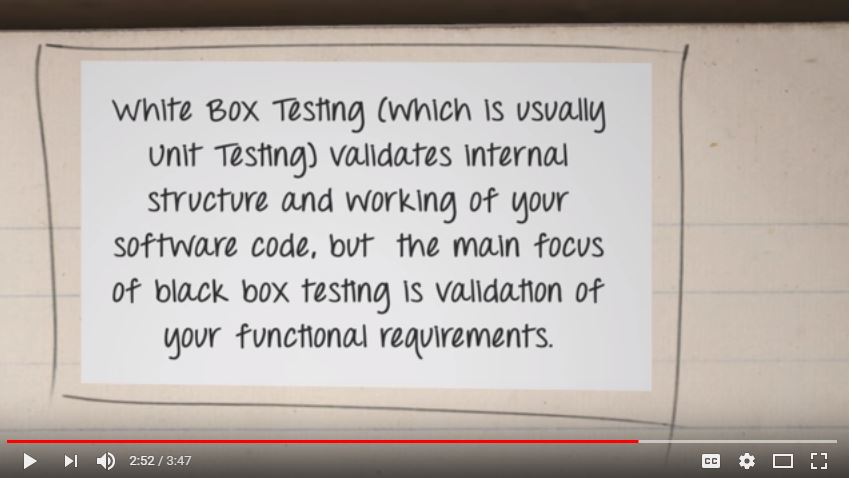 White Box Testing (which is usually
Unit Testing) validates internal
structure and working of your
software code, but the main focus
of black box testing is validation of
your functional requirements.
2:52 / 3:47
CC